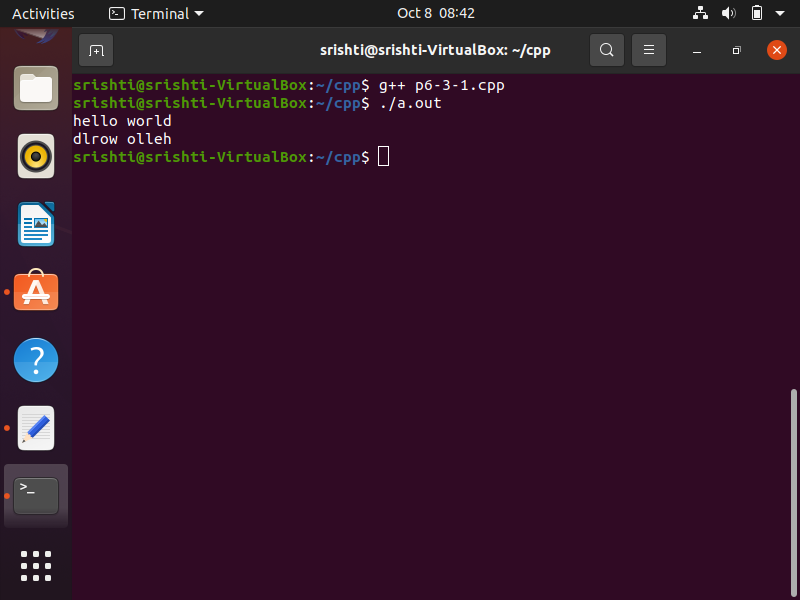 Activities Terminal Oct 8 08:42
srishti@srishti-VirtualBox: ~/cpp
srishti@srishti-VirtualBox:~/cpp$ g++ p6-3-1.cpp
srishti@srishti-VirtualBox:~/cpp$ ./a.out
hello world
dlrow olleh
srishti@srishti-VirtualBox:~/cpp$